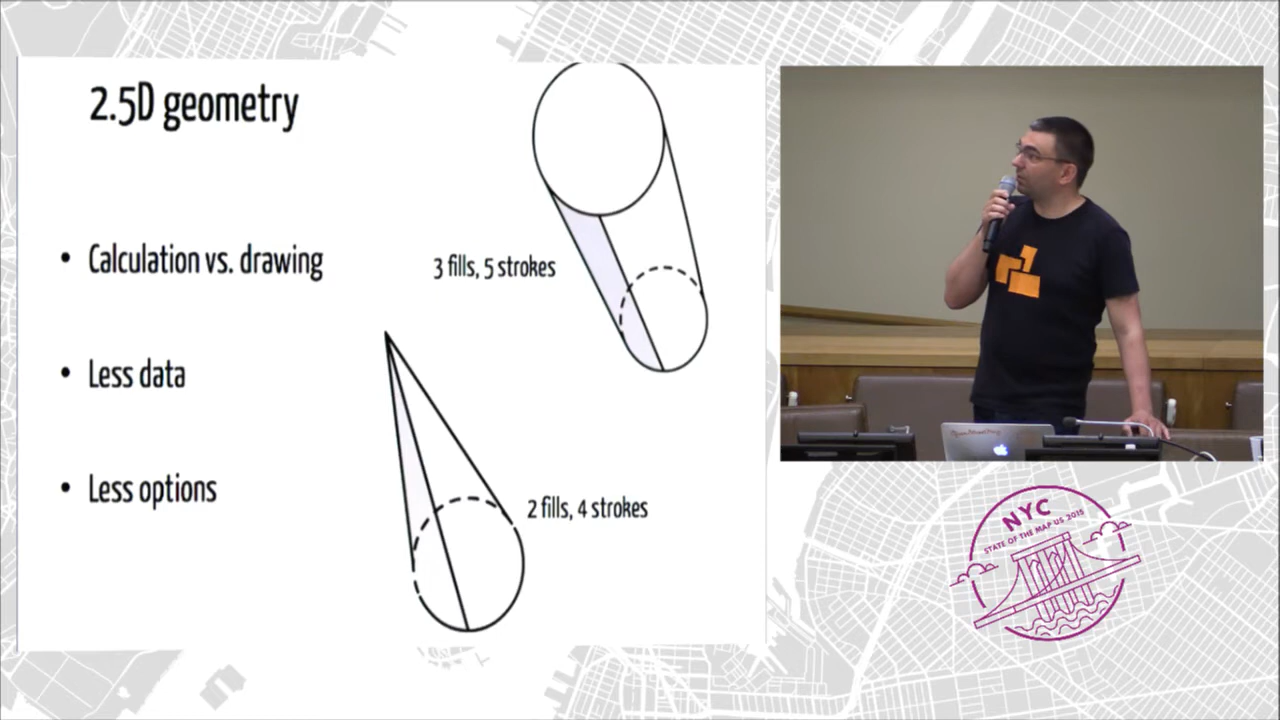 2.5D geometry
• Calculation vs. drawing
• Less data
• Less options
3 fills, 5 strokes
2 fills, 4 strokes
NYC
STATE OF THE MAP US 2015